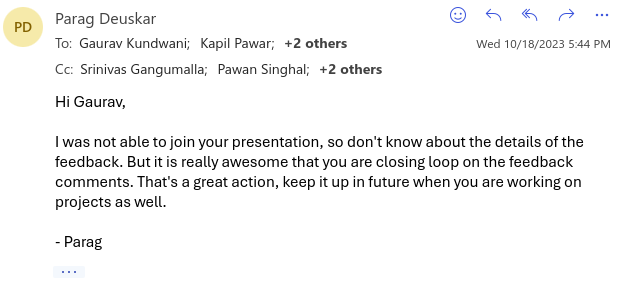 PD
Parag Deuskar
To: Gaurav Kundwani; Kapil Pawar; +2 others
Wed 10/18/2023 5:44 PM
Cc: Srinivas Gangumalla; Pawan Singhal; +2 others
Hi Gaurav,
I was not able to join your presentation, so don't know about the details of the
feedback. But it is really awesome that you are closing loop on the feedback
comments. That's a great action, keep it up in future when you are working on
projects as well.
- Parag